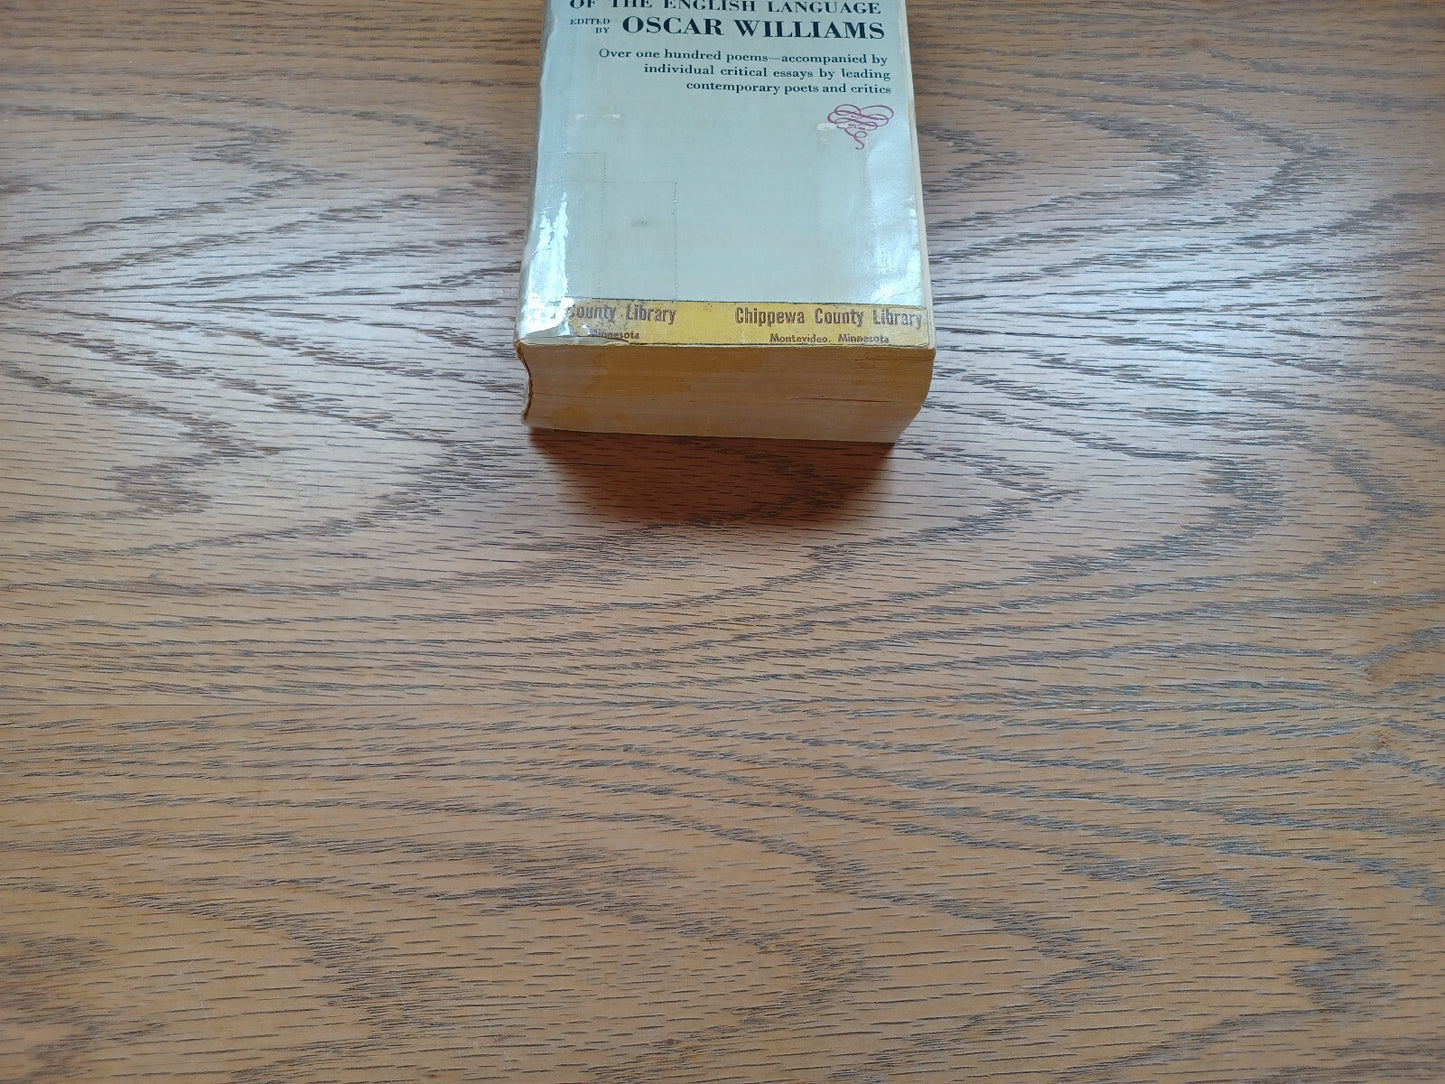 OF THE ENGLISH LANGUAGE
EDITED BY OSCAR WILLIAMS
Over one hundred poems—accompanied by
individual critical essays by leading
contemporary poets and critics
County Library Chippewa County Library
Minnesota Montevideo, Minnesota